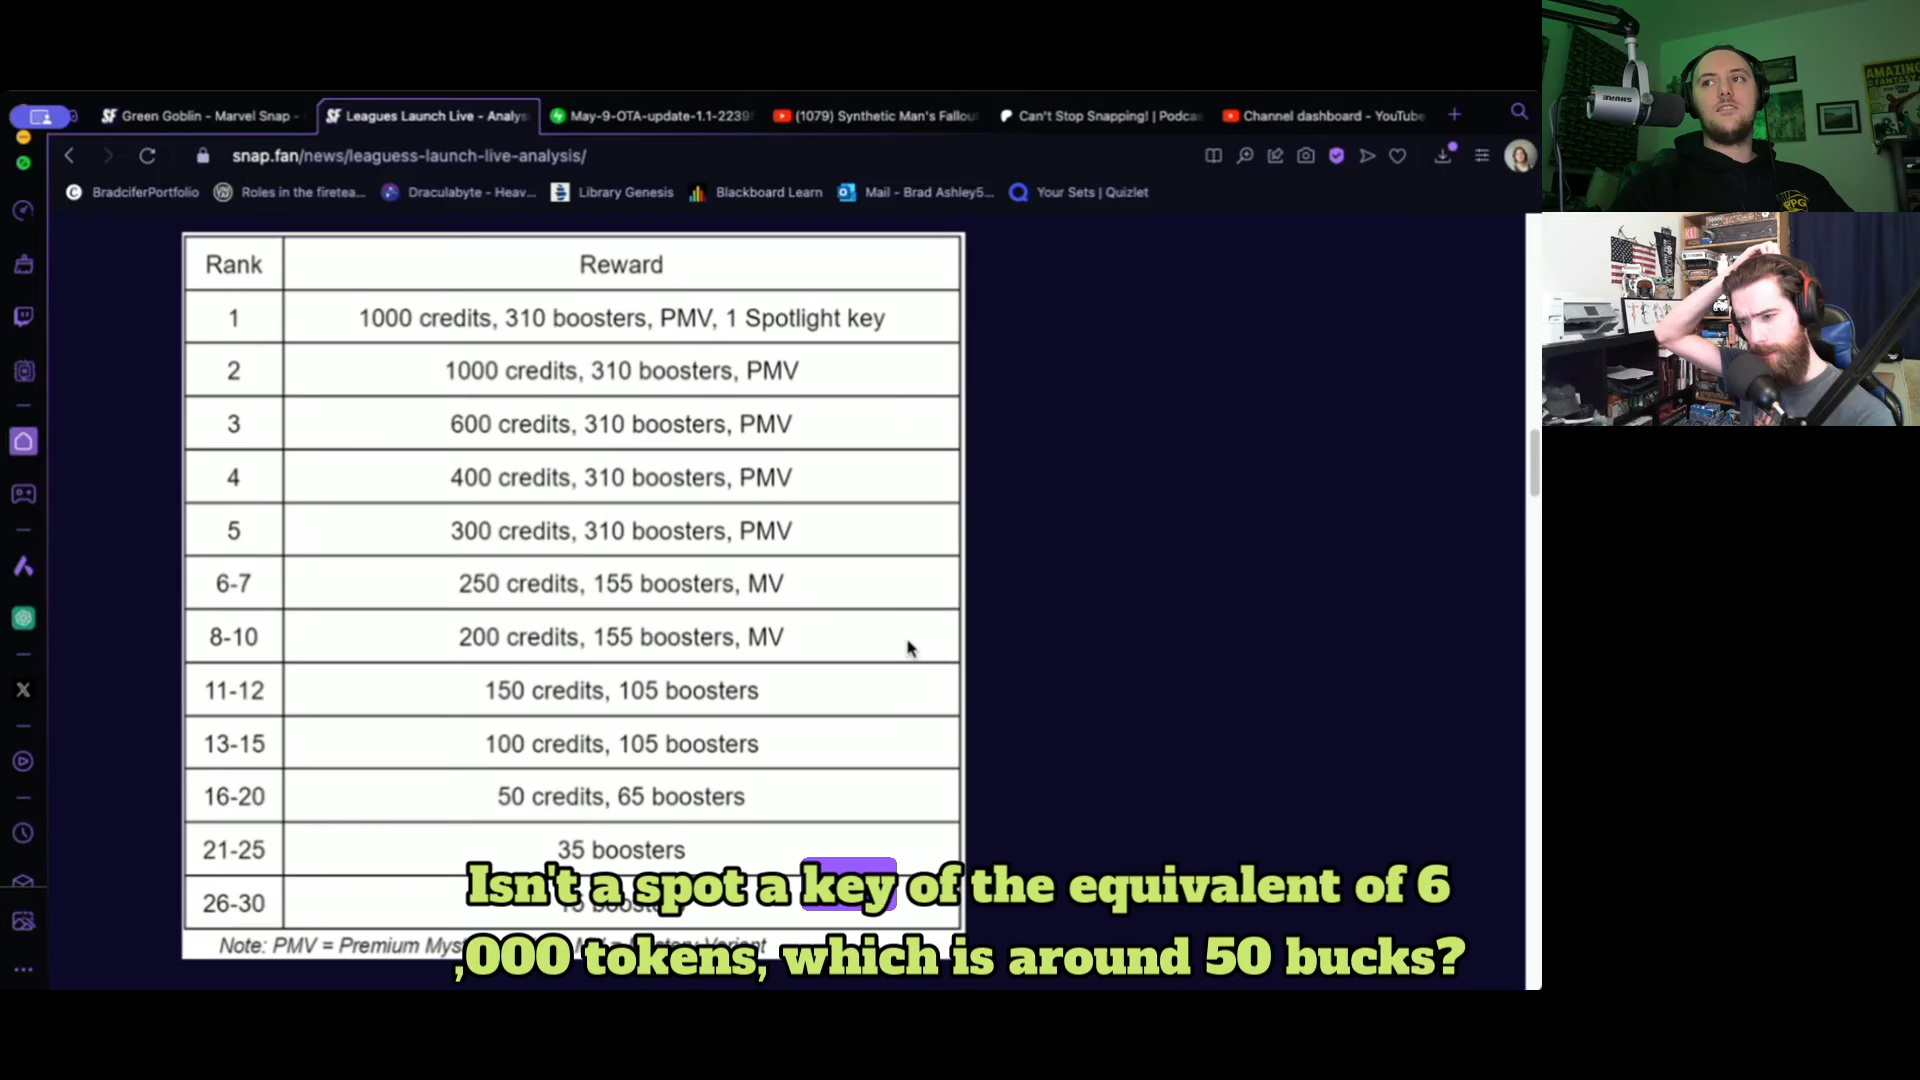 Green Goblin - Marvel Snap -
Leagues Launch Live - Analys
May-9-OTA-update-1.1-2239
(1079) Synthetic Man's Fallou
Can't Stop Snapping! | Podca
Channel dashboard - YouTube
snap.fan/news/leaguess-launch-live-analysis/
BradciferPortfolio
Roles in the firetea...
Draculabyte - Heav...
Library Genesis
Blackboard Learn
Mail - Brad Ashley5...
Your Sets | Quizlet
Rank Reward
1 1000 credits, 310 boosters, PMV, 1 Spotlight key
2 1000 credits, 310 boosters, PMV
3 600 credits, 310 boosters, PMV
4 400 credits, 310 boosters, PMV
5 300 credits, 310 boosters, PMV
6-7 250 credits, 155 boosters, MV
8-10 200 credits, 155 boosters, MV
11-12 150 credits, 105 boosters
13-15 100 credits, 105 boosters
16-20 50 credits, 65 boosters
21-25 35 boosters
26-30
Note: PMV = Premium Myst
Isn't a spot a key of the equivalent of 6
,000 tokens, which is around 50 bucks?
SHURE
AMAZING
FANTASY
RPG